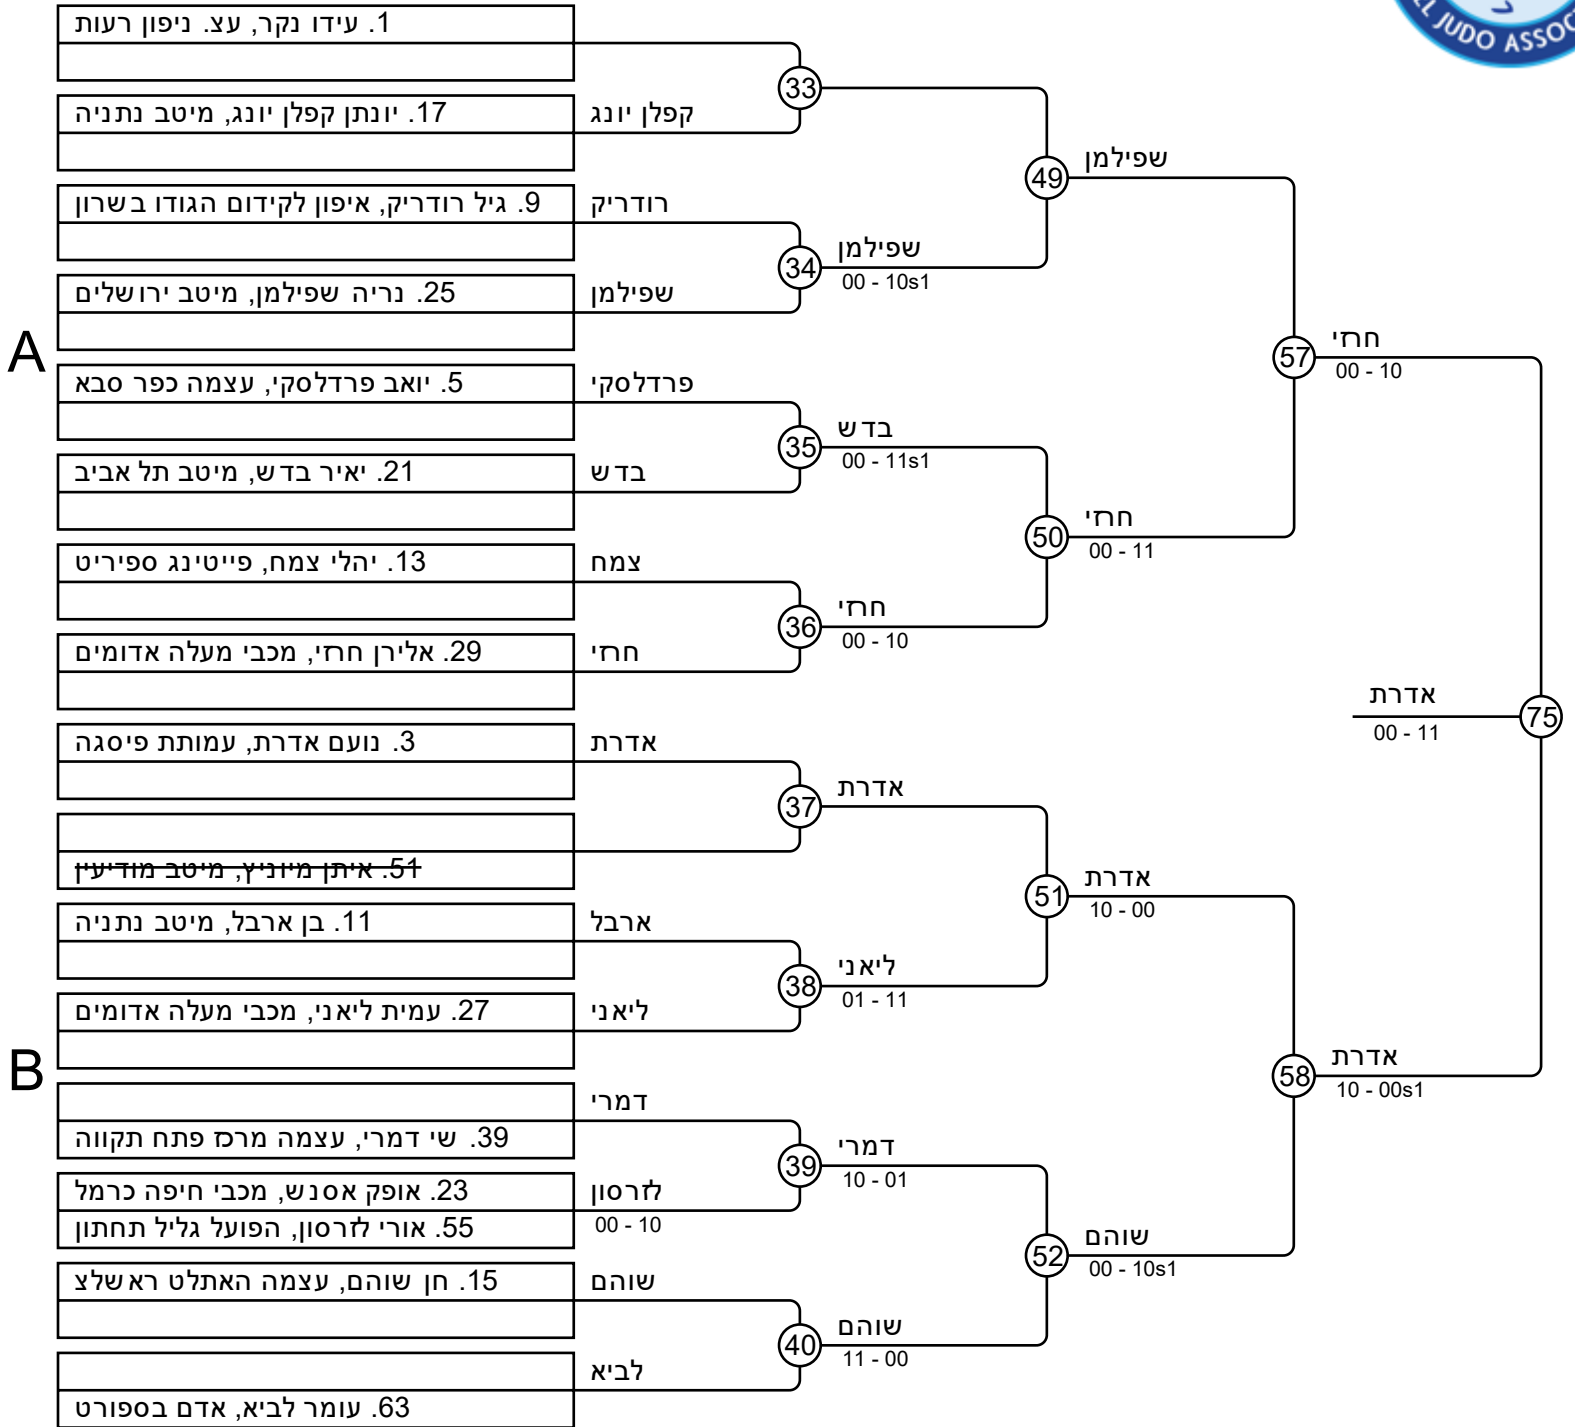 1. עידו נקר, עצ. ניפון רעות
17. יונתן קפלן יונג, מיטב נתניה
9. גיל רודריק, איפון לקידום הגודו בשרון
25. נריה שפילמן, מיטב ירושלים
A
5. יואב פרדלסקי, עצמה כפר סבא
21. יאיר בדש, מיטב תל אביב
13. יהלי צמח, פייטינג ספיריט
29. אלירן חרזי, מכבי מעלה אדומים
3. נועם אדרת, עמותת פיסגה
51. איתן מיוניץ, מיטב מודיעין
11. בן ארבל, מיטב נתניה
27. עמית ליאני, מכבי מעלה אדומים
B
39. שי דמרי, עצמה מרכז פתח תקווה
23. אופק אסנש, מכבי חיפה כרמל
55. אורי לזרסון, הפועל גליל תחתון
15. חן שוהם, עצמה האתלט ראשלצ
63. עומר לביא, אדם בספורט
קפלן יונג
רודריק
שפילמן
פרדלסקי
בדש
צמח
חרזי
אדרת
ארבל
ליאני
דמרי
לזרסון
00 - 10
שוהם
לביא
33
34
שפילמן
00 - 10s1
35
בדש
00 - 11s1
36
חרזי
00 - 10
37
אדרת
38
ליאני
01 - 11
39
דמרי
10 - 01
40
שוהם
11 - 00
49
שפילמן
50
חרזי
00 - 11
51
אדרת
10 - 00
52
שוהם
00 - 10s1
57
חרזי
00 - 10
58
אדרת
10 - 00s1
75
אדרת
00 - 11
JUDO